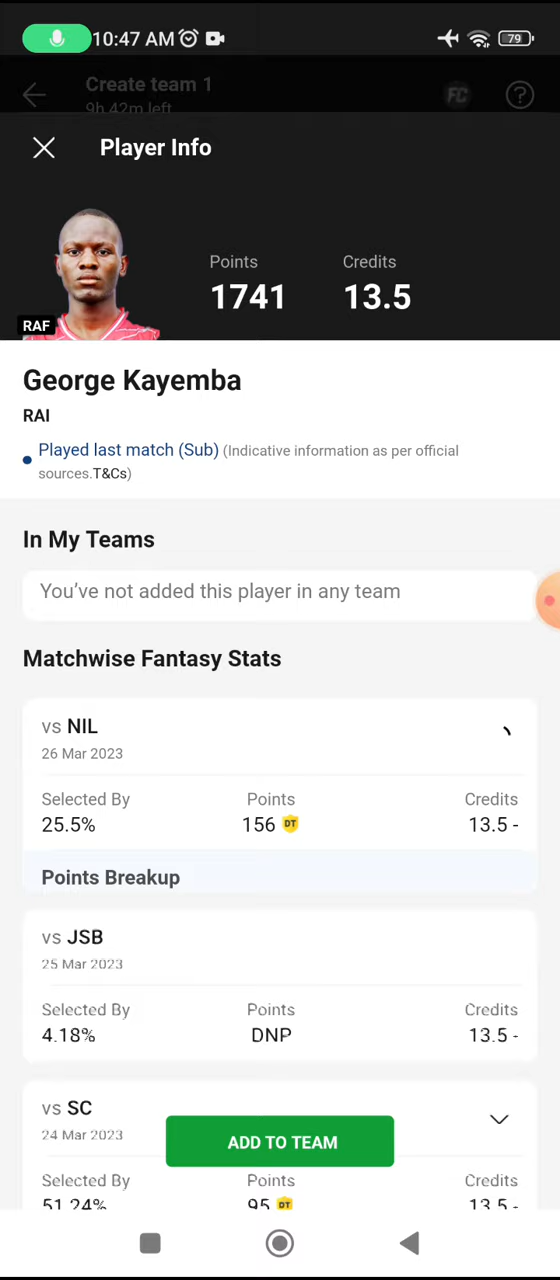 10:47 AM
79
Create team 1
9h 42m left
FC
?
Player Info
Points
Credits
1741
13.5
RAF
George Kayemba
RAI
Played last match (Sub) (Indicative information as per official
sources.T&Cs)
In My Teams
You've not added this player in any team
Matchwise Fantasy Stats
vs NIL
26 Mar 2023
Selected By
Points
Credits
25.5%
156 DT
13.5 -
Points Breakup
vs JSB
25 Mar 2023
Selected By
Points
Credits
4.18%
DNP
13.5 -
vs SC
24 Mar 2023
ADD TO TEAM
Selected By
Points
Credits
51.24%
95 DT
13.5 -